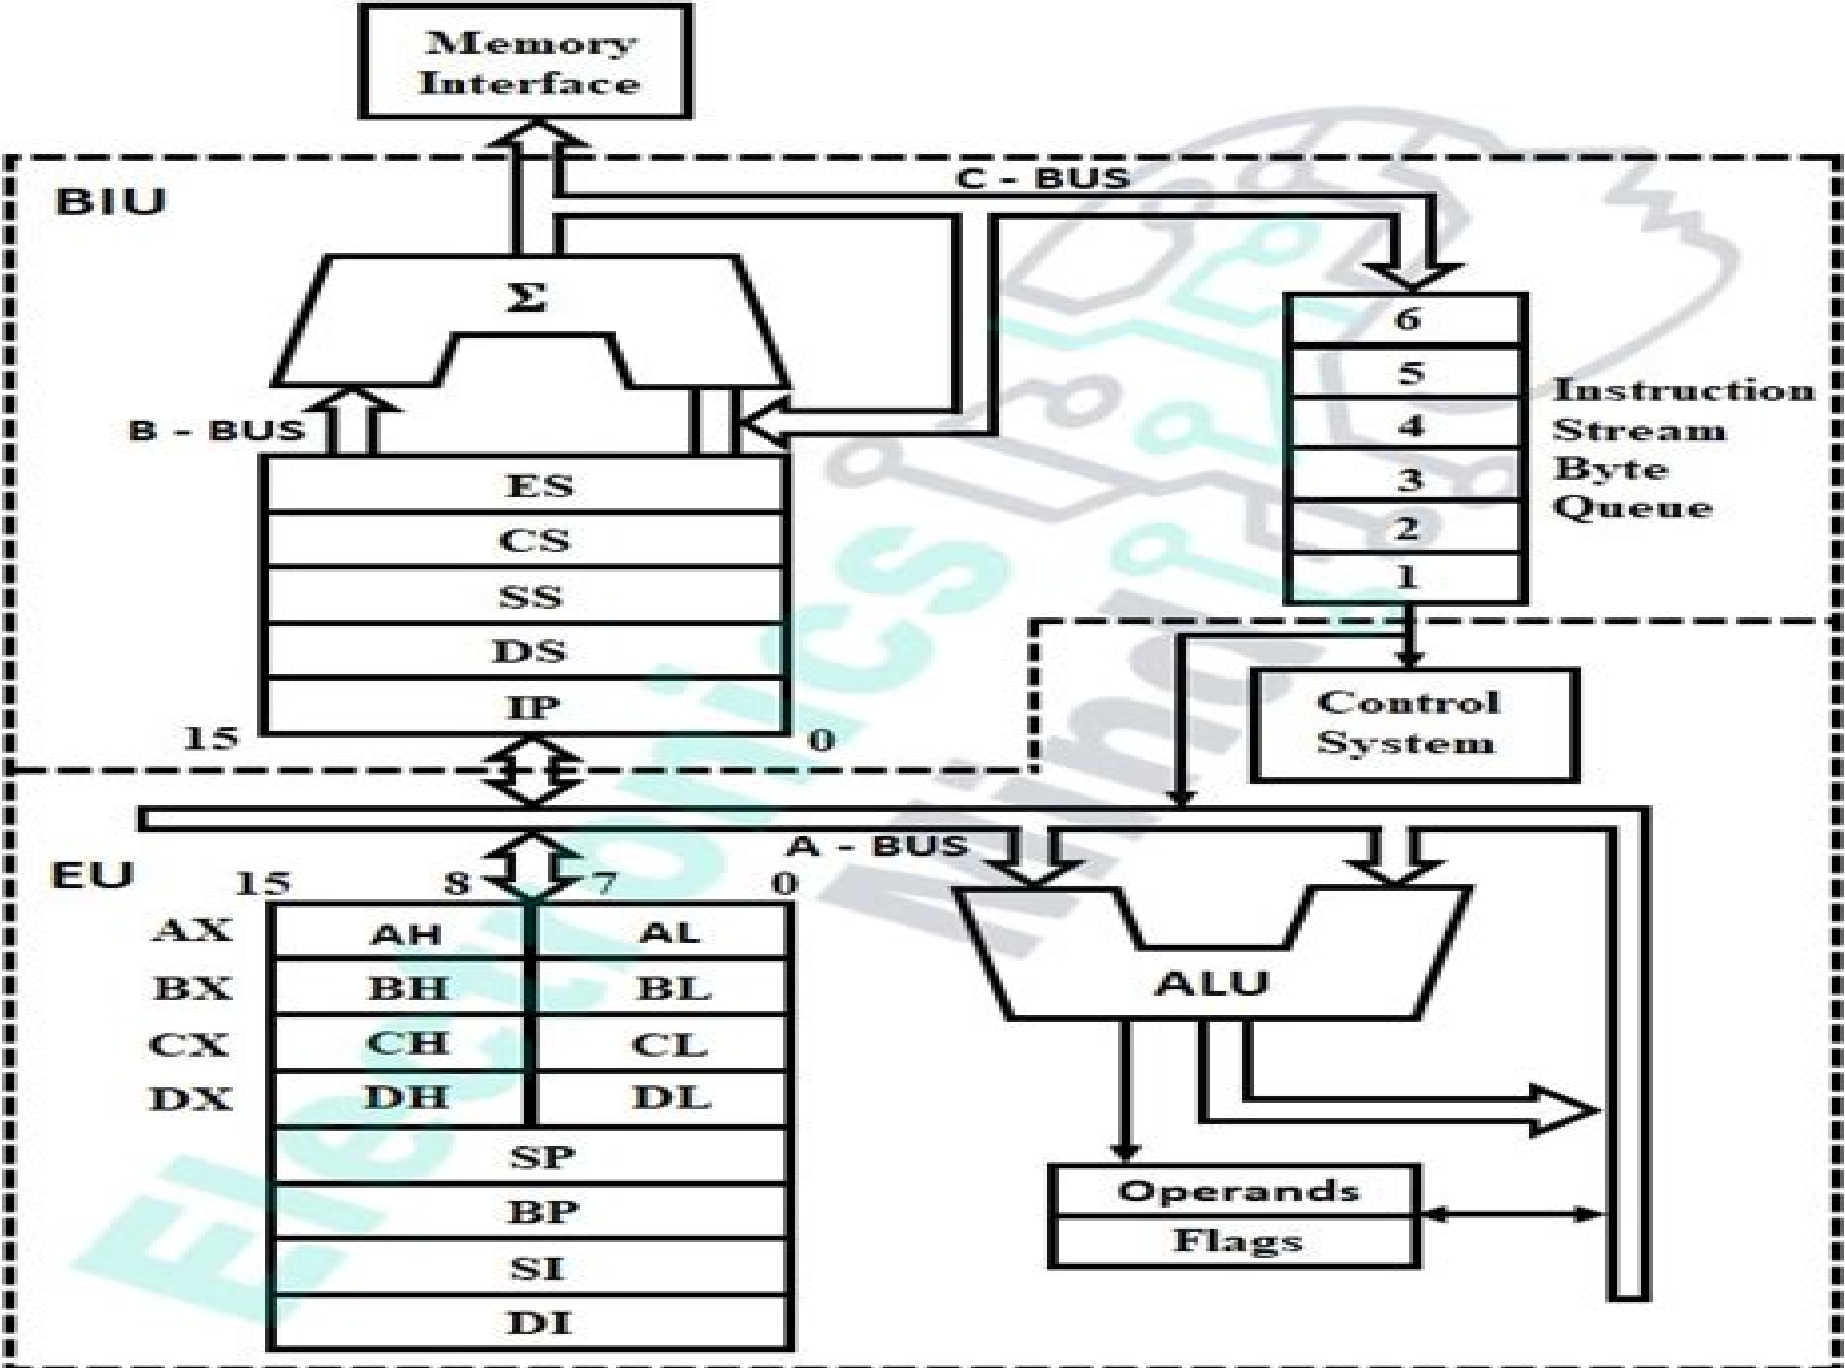 Memory
Interface
C - BUS
BIU
Σ
6
5
4
3
2
1
Instruction
Stream
Byte
Queue
B - BUS
ES
CS
SS
DS
IP
15
0
Control
System
A - BUS
EU
15
8
7
0
AX
AH
AL
BX
BH
BL
CX
CH
CL
DX
DH
DL
SP
BP
SI
DI
ALU
Operands
Flags
Electronics
Mind